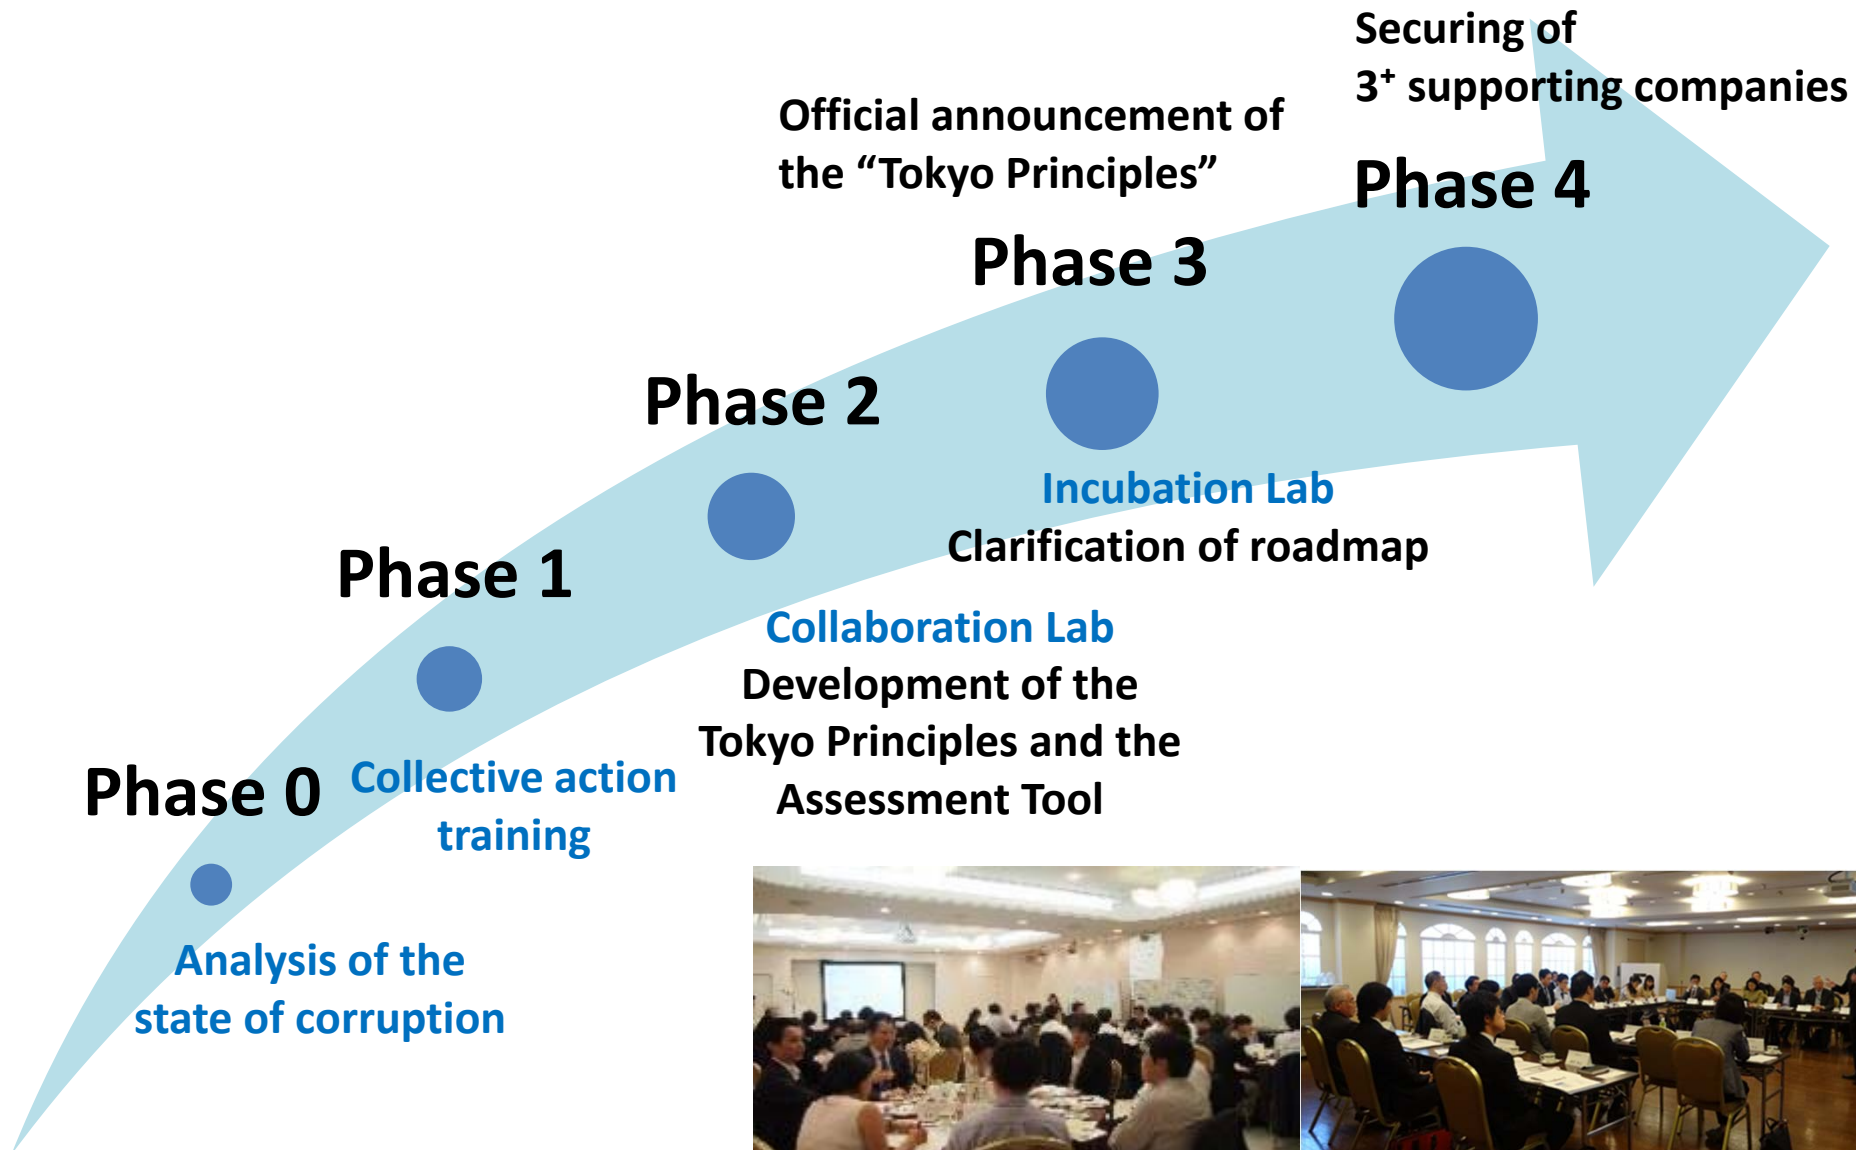 Securing of
3⁺ supporting companies
Official announcement of
the “Tokyo Principles”
Phase 4
Phase 3
Phase 2
Incubation Lab
Clarification of roadmap
Phase 1
Collaboration Lab
Development of the
Tokyo Principles and the
Assessment Tool
Phase 0
Collective action
training
Analysis of the
state of corruption